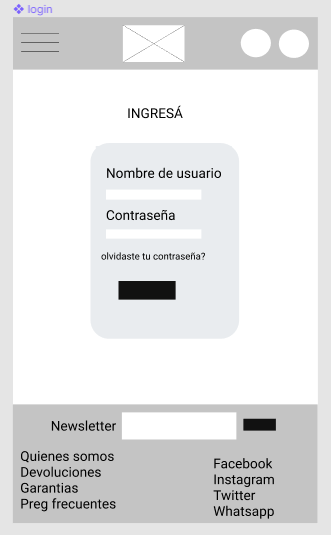 login
INGRESÁ
Nombre de usuario
Contraseña
olvidaste tu contraseña?
Newsletter
Quienes somos
Devoluciones
Garantias
Preg frecuentes
Facebook
Instagram
Twitter
Whatsapp